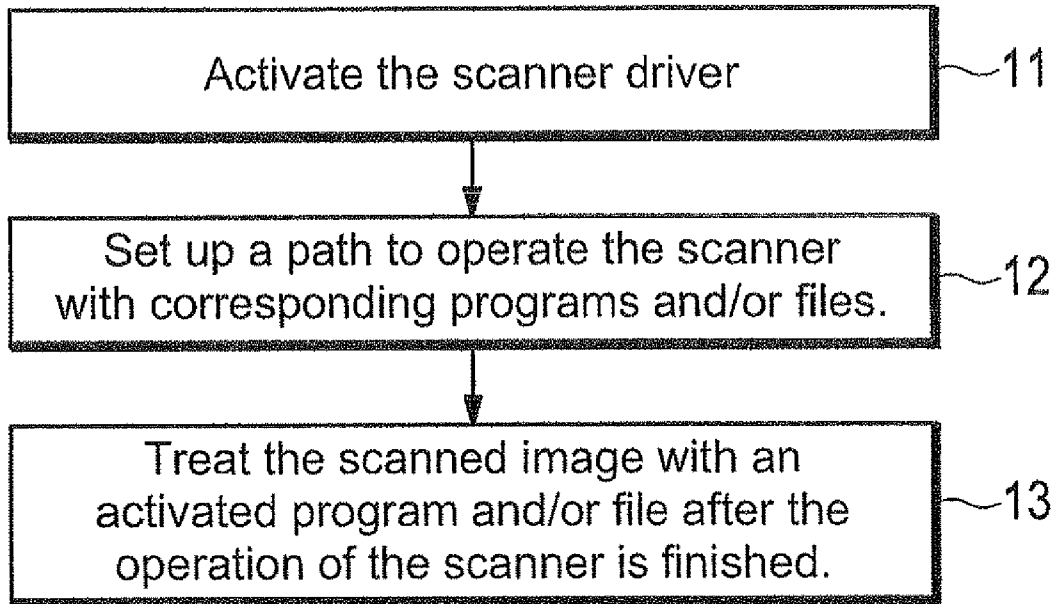 Activate the scanner driver
11
Set up a path to operate the scanner
with corresponding programs and/or files.
12
Treat the scanned image with an
activated program and/or file after the
operation of the scanner is finished.
13